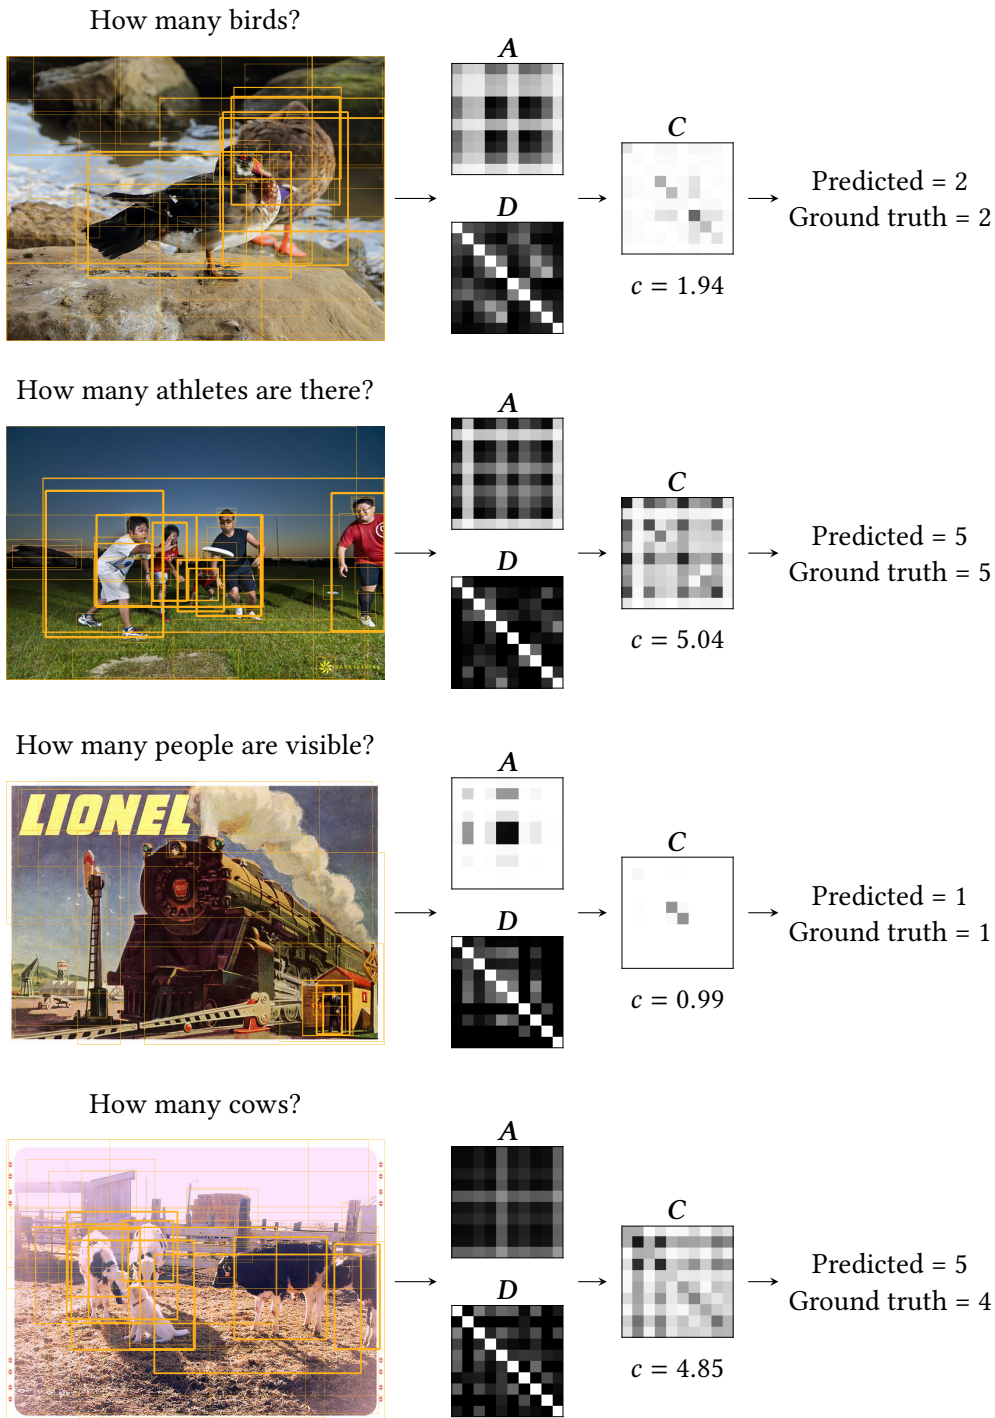 How many birds?
A
D
C
c = 1.94
Predicted = 2
Ground truth = 2
How many athletes are there?
A
D
C
c = 5.04
Predicted = 5
Ground truth = 5
How many people are visible?
LIONEL
A
D
C
c = 0.99
Predicted = 1
Ground truth = 1
How many cows?
A
D
C
c = 4.85
Predicted = 5
Ground truth = 4